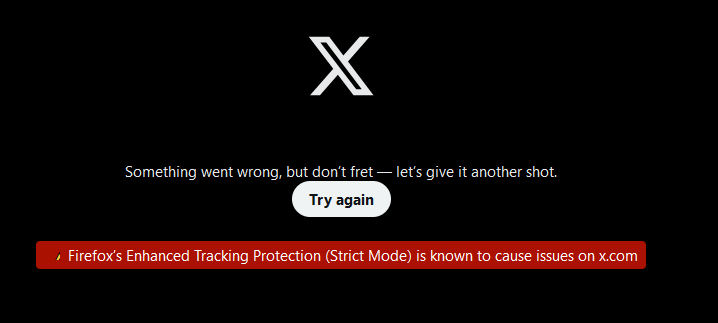 Something went wrong, but don’t fret — let’s give it another shot.
Try again
Firefox’s Enhanced Tracking Protection (Strict Mode) is known to cause issues on x.com